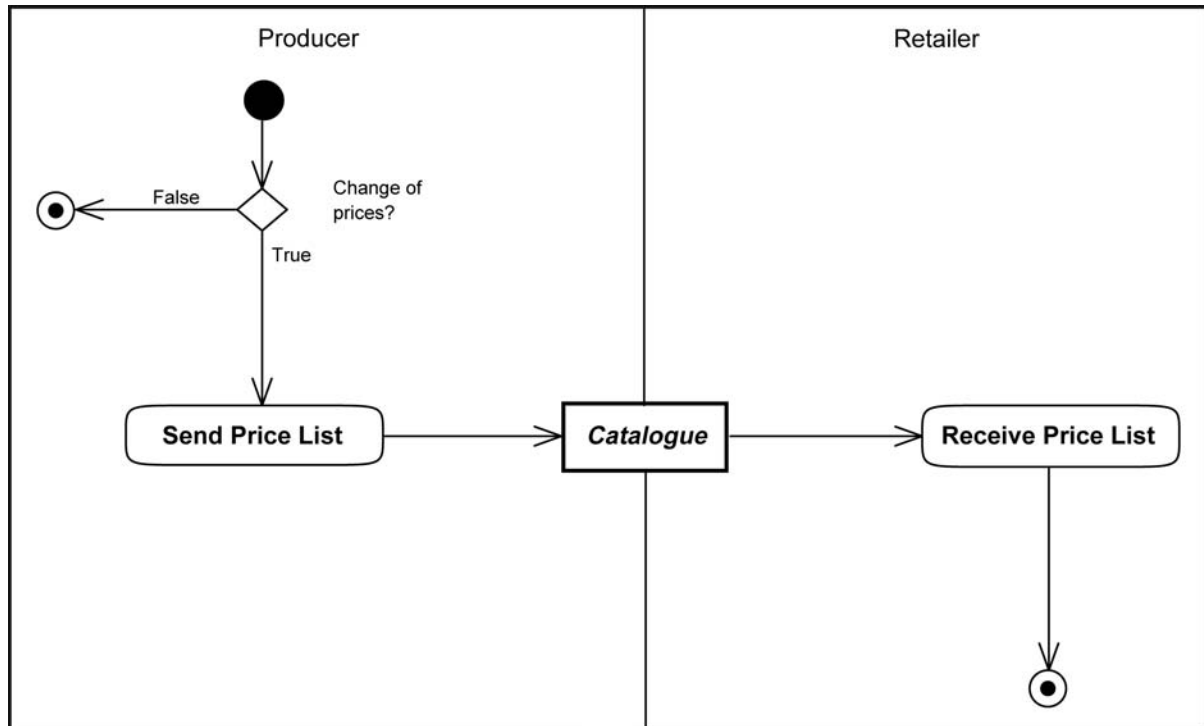 Producer
Retailer
False
Change of
prices?
True
Send Price List
Catalogue
Receive Price List